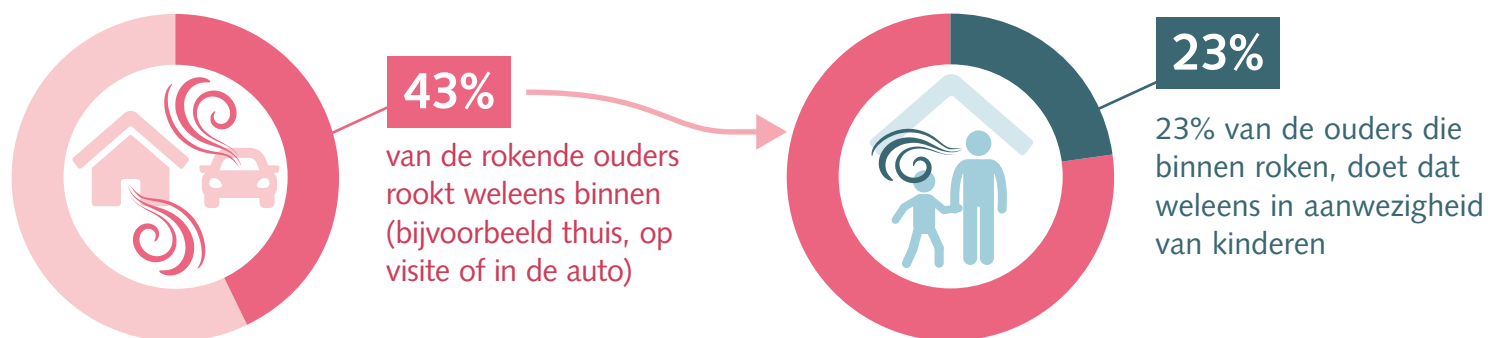 43%
van de rokende ouders
rookt weleens binnen
(bijvoorbeeld thuis, op
visite of in de auto)
23%
23% van de ouders die
binnen roken, doet dat
weleens in aanwezigheid
van kinderen